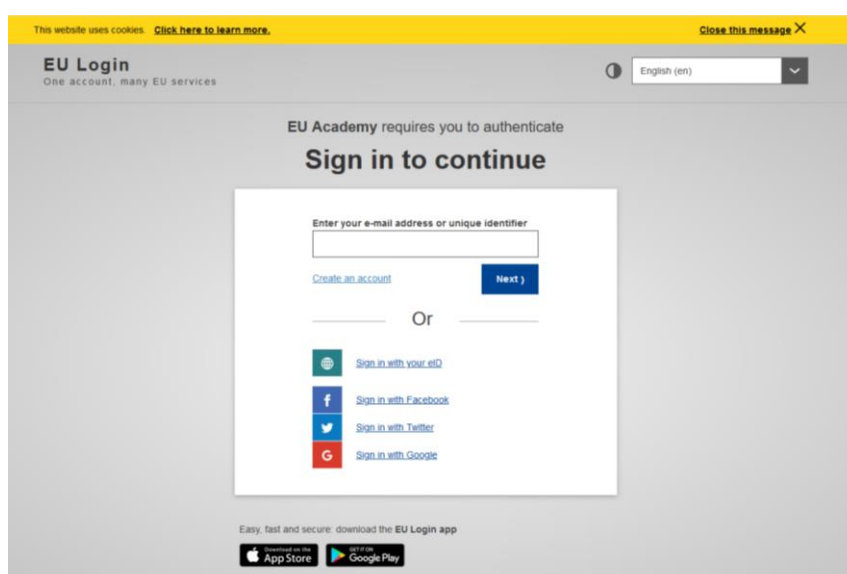 This website uses cookies. Click here to learn more. Close this message
EU Login
One account, many EU services
English (en)
EU Academy requires you to authenticate
Sign in to continue
Enter your e-mail address or unique identifier
Create an account
Next
Or
Sign in with your eID
Sign in with Facebook
Sign in with Twitter
Sign in with Google
Easy, fast and secure: download the EU Login app
Download on the
App Store
GET IT ON
Google Play